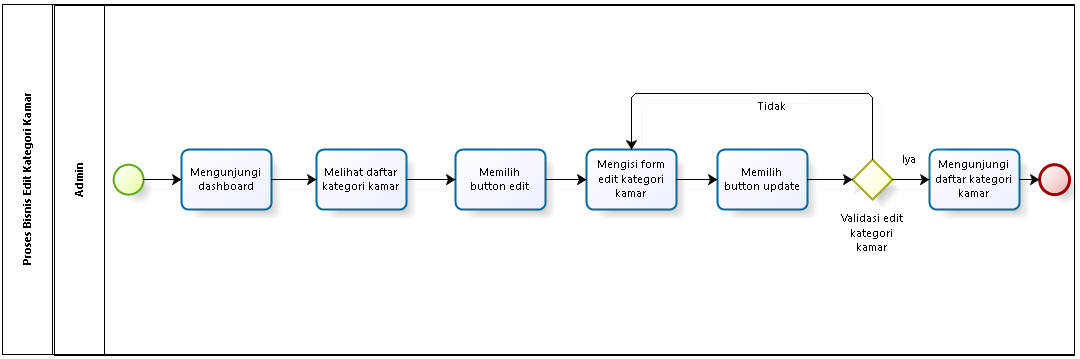 Proses Bisnis Edit Kategori Kamar
Admin
Mengunjungi
dashboard
Melihat daftar
kategori kamar
Memilih
button edit
Mengisi form
edit kategori
kamar
Memilih
button update
Tidak
Validasi edit
kategori
kamar
Iya
Mengunjungi
daftar kategori
kamar